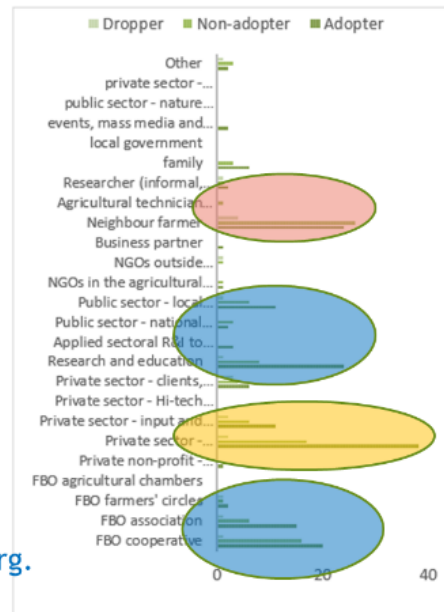 Dropper Non-adopter Adopter
Other
private sector -...
public sector - nature...
events, mass media and...
local government
family
Researcher (informal,...
Agricultural technician...
Neighbour farmer
Business partner
NGOs outside...
NGOs in the agricultural...
Public sector - local...
Public sector - national...
Applied sectoral R&I to...
Research and education
Private sector - clients,...
Private sector - Hi-tech...
Private sector - input and...
Private sector -...
Private non-profit -...
FBO agricultural chambers
FBO farmers' circles
FBO association
FBO cooperative
rg.
0 20 40